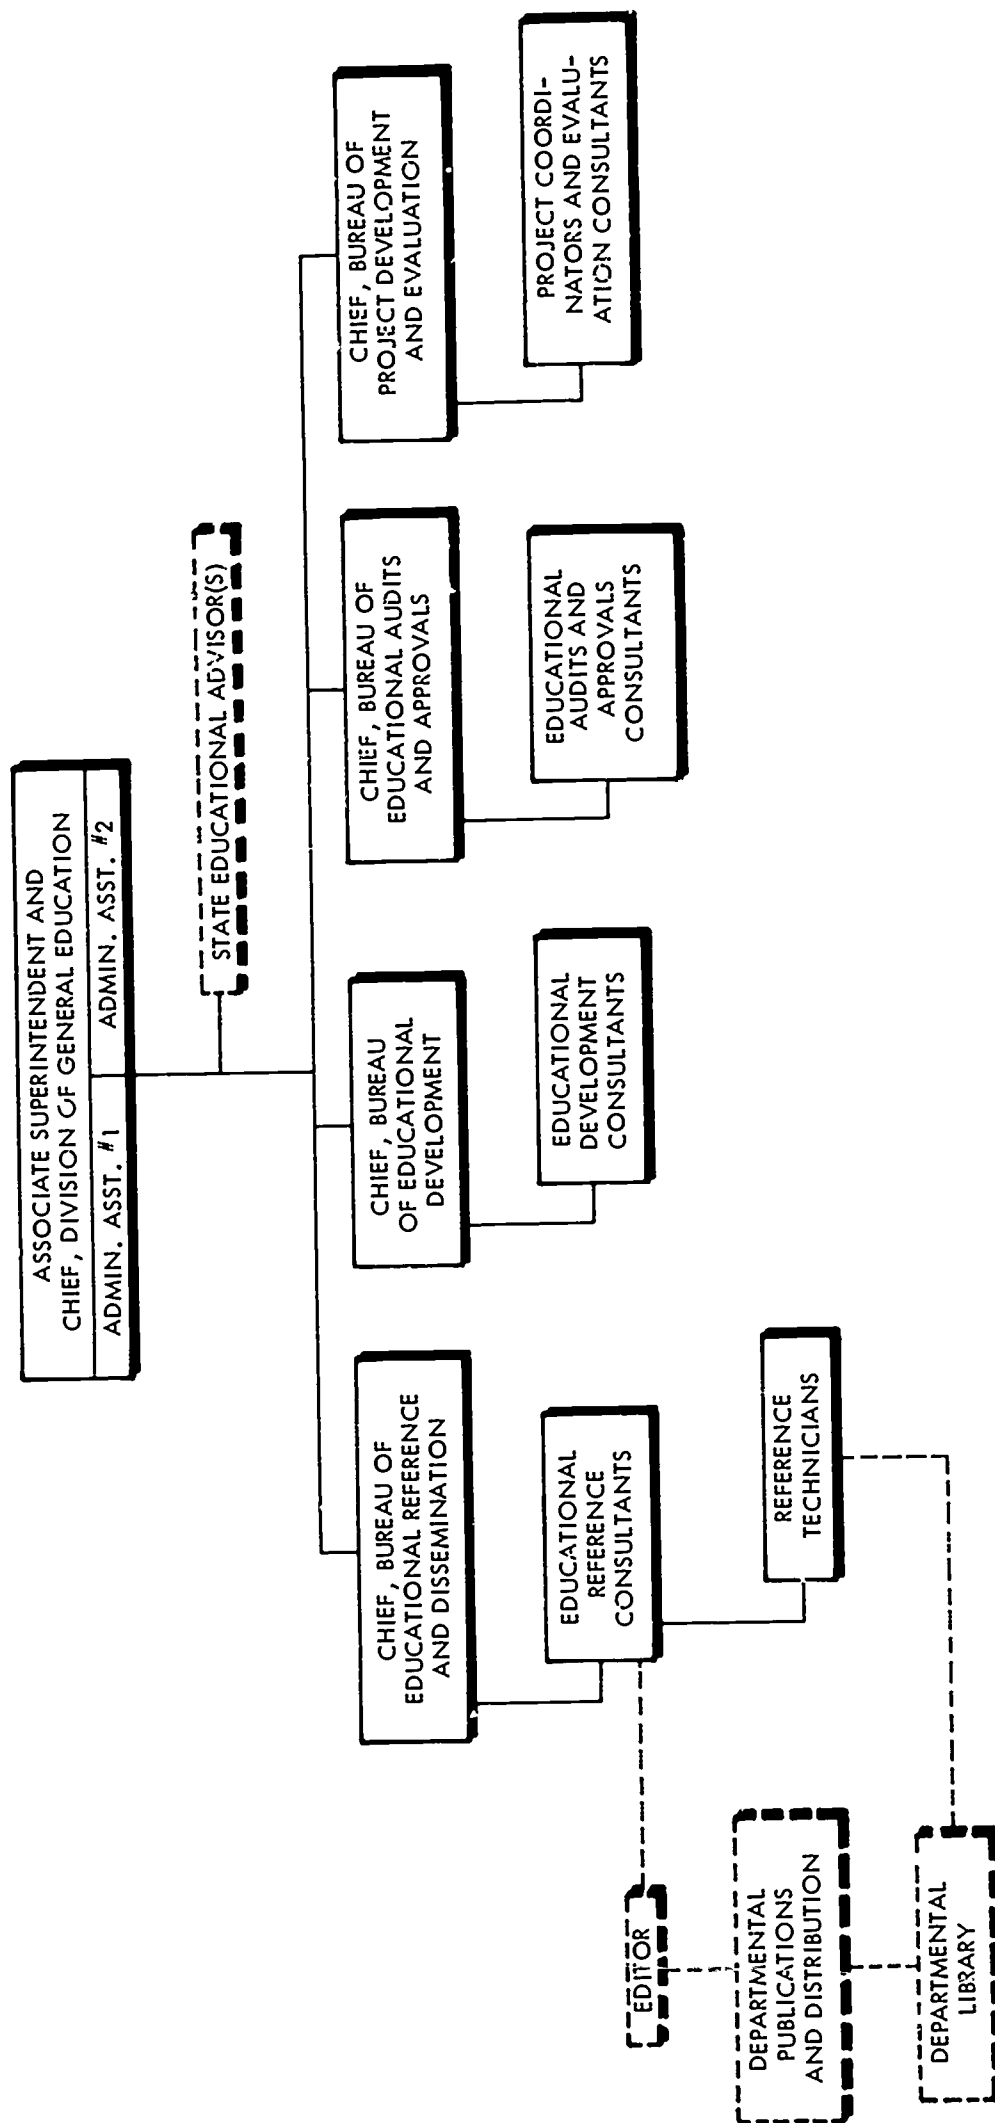 ASSOCIATE SUPERINTENDENT AND
CHIEF, DIVISION OF GENERAL EDUCATION
ADMIN. ASST. #1
ADMIN. ASST. #2
STATE EDUCATIONAL ADVISOR(S)
CHIEF, BUREAU OF
EDUCATIONAL REFERENCE
AND DISSEMINATION
CHIEF, BUREAU
OF EDUCATIONAL
DEVELOPMENT
CHIEF, BUREAU OF
EDUCATIONAL AUDITS
AND APPROVALS
CHIEF, BUREAU OF
PROJECT DEVELOPMENT
AND EVALUATION
EDUCATIONAL
REFERENCE
CONSULTANTS
EDUCATIONAL
DEVELOPMENT
CONSULTANTS
EDUCATIONAL
AUDITS AND
APPROVALS
CONSULTANTS
PROJECT COORDI-
NATORS AND EVALU-
ATION CONSULTANTS
EDITOR
REFERENCE
TECHNICIANS
DEPARTMENTAL
PUBLICATIONS
AND DISTRIBUTION
DEPARTMENTAL
LIBRARY